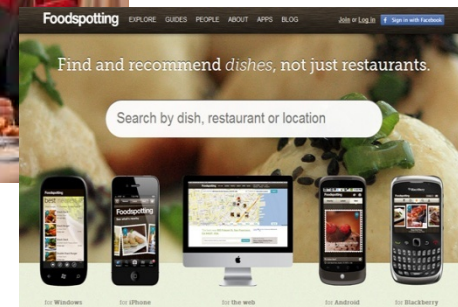 Foodspotting EXPLORE GUIDES PEOPLE ABOUT APPS BLOG Join or Log in f Sign in with Facebook
Find and recommend dishes, not just restaurants.
Search by dish, restaurant or location
Foodspotting
for Windows for iPhone for the web for Android for Blackberry